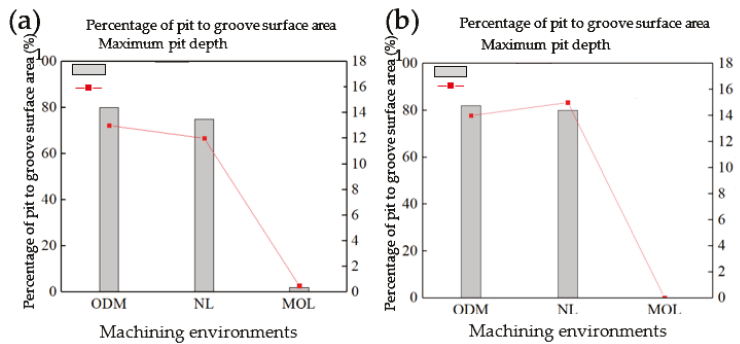 (a)
Percentage of pit to groove surface area
Maximum pit depth
Percentage of pit to groove surface area (%)
1
80
60
40
20
0
18
16
14
12
10
8
6
4
2
0
ODM NL MOL
Machining environments
(b)
Percentage of pit to groove surface area
Maximum pit depth
Percentage of pit to groove surface area (%)
1
80
60
40
20
0
18
16
14
12
10
8
6
4
2
0
ODM NL MOL
Machining environments